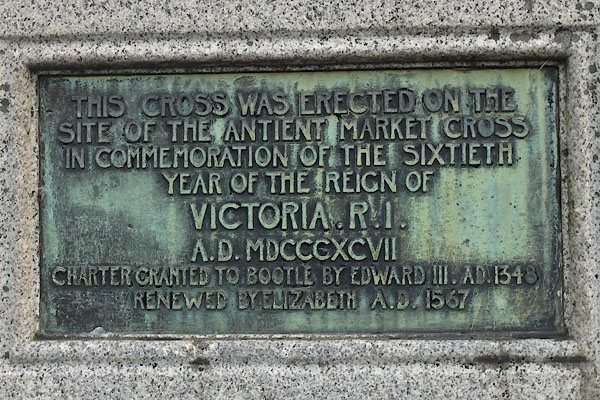 THIS CROSS WAS ERECTED ON THE
SITE OF THE ANTIENT MARKET CROSS
IN COMMEMORATION OF THE SIXTIETH
YEAR OF THE REIGN OF
VICTORIA . R . I .
A.D. MDCCCXCVII
CHARTER GRANTED TO BOOTLE BY EDWARD III. AD. 1348
RENEWED BY ELIZABETH A.D. 1567